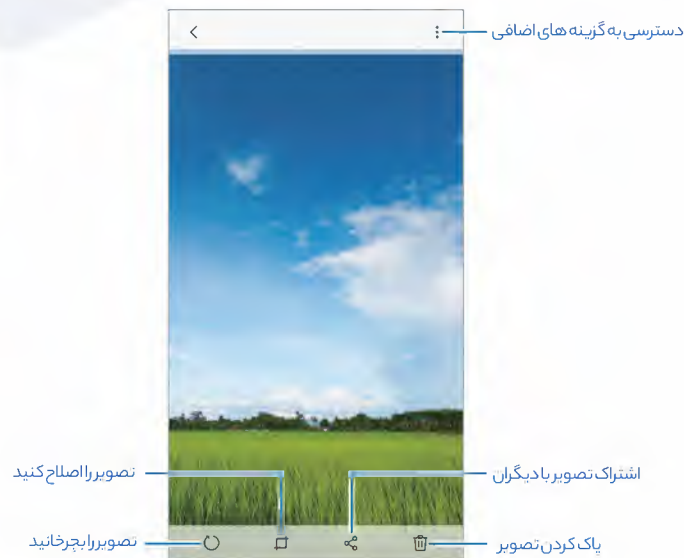 دسترسی به گزینه های اضافی
اشتراک تصویر با دیگران
تصویر را اصلاح کنید
پاک کردن تصویر
تصویر را بچرخانید